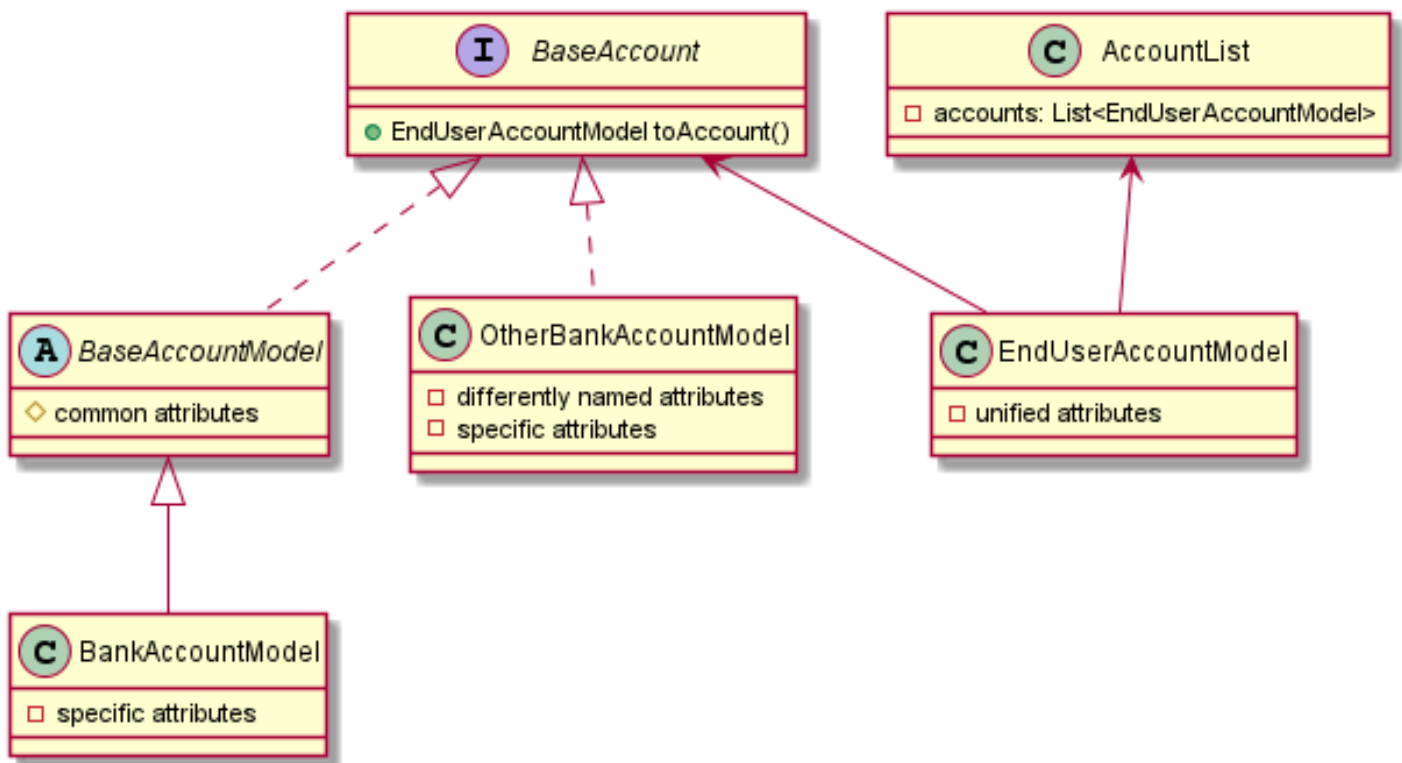 I BaseAccount
EndUserAccountModel toAccount()
C AccountList
accounts: List<EndUserAccountModel>
A BaseAccountModel
common attributes
C OtherBankAccountModel
differently named attributes
specific attributes
C EndUserAccountModel
unified attributes
C BankAccountModel
specific attributes